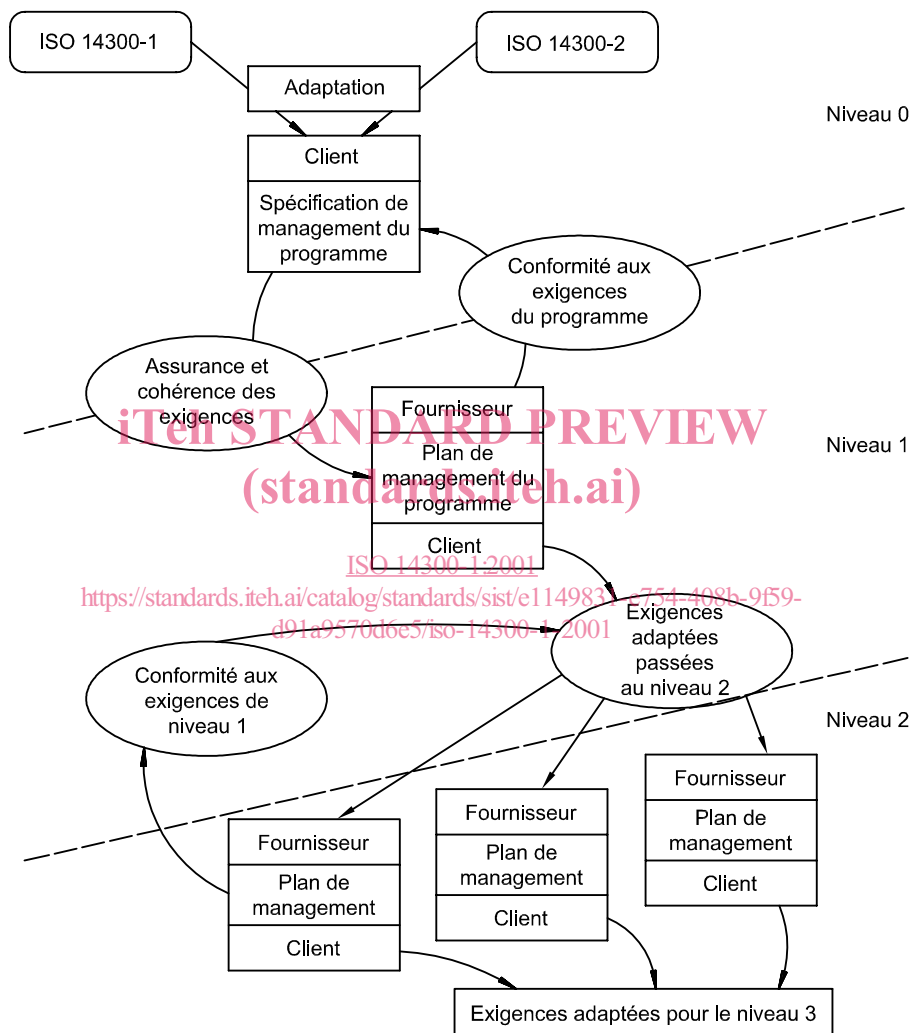 ISO 14300-1
ISO 14300-2
Adaptation
Niveau 0
Client
Spécification de
management du
programme
Conformité aux
exigences
du programme
Assurance et
cohérence des
exigences
Fournisseur
iTeh STANDARD PREVIEW
Niveau 1
Plan de
management du
programme
(standards.iteh.ai)
Client
ISO 14300-1:2001
https://standards.iteh.ai/catalog/standards/sist/e1149831-e754-408b-9f59-
d91a9570d6e5/iso-14300-1-2001
Exigences
adaptées
passées
au niveau 2
Conformité aux
exigences de
niveau 1
Niveau 2
Fournisseur
Plan de
management
Client
Fournisseur
Plan de
management
Client
Fournisseur
Plan de
management
Client
Exigences adaptées pour le niveau 3